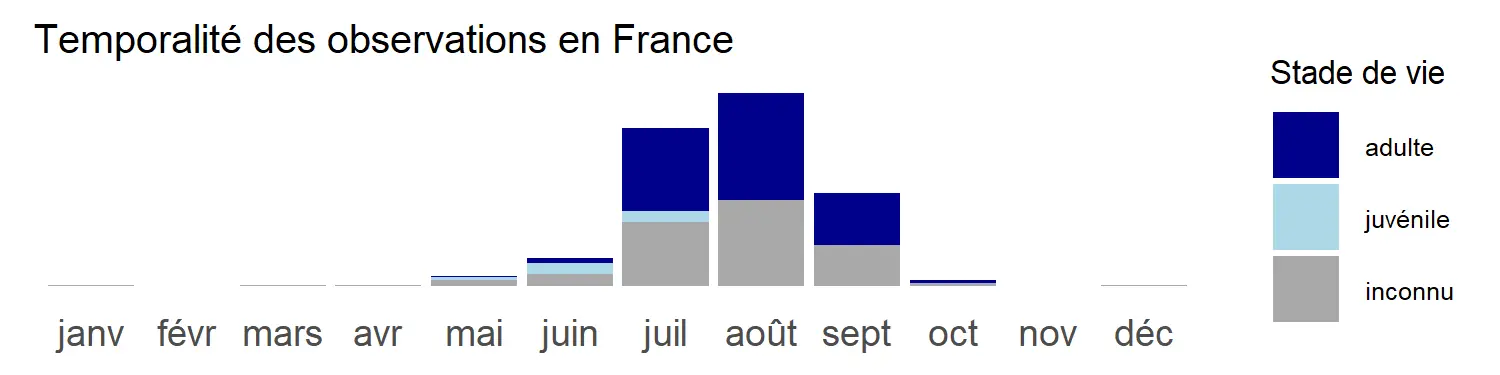 Temporalité des observations en France
Stade de vie
adulte
juvénile
inconnu
janv févr mars avr mai juin juil août sept oct nov déc